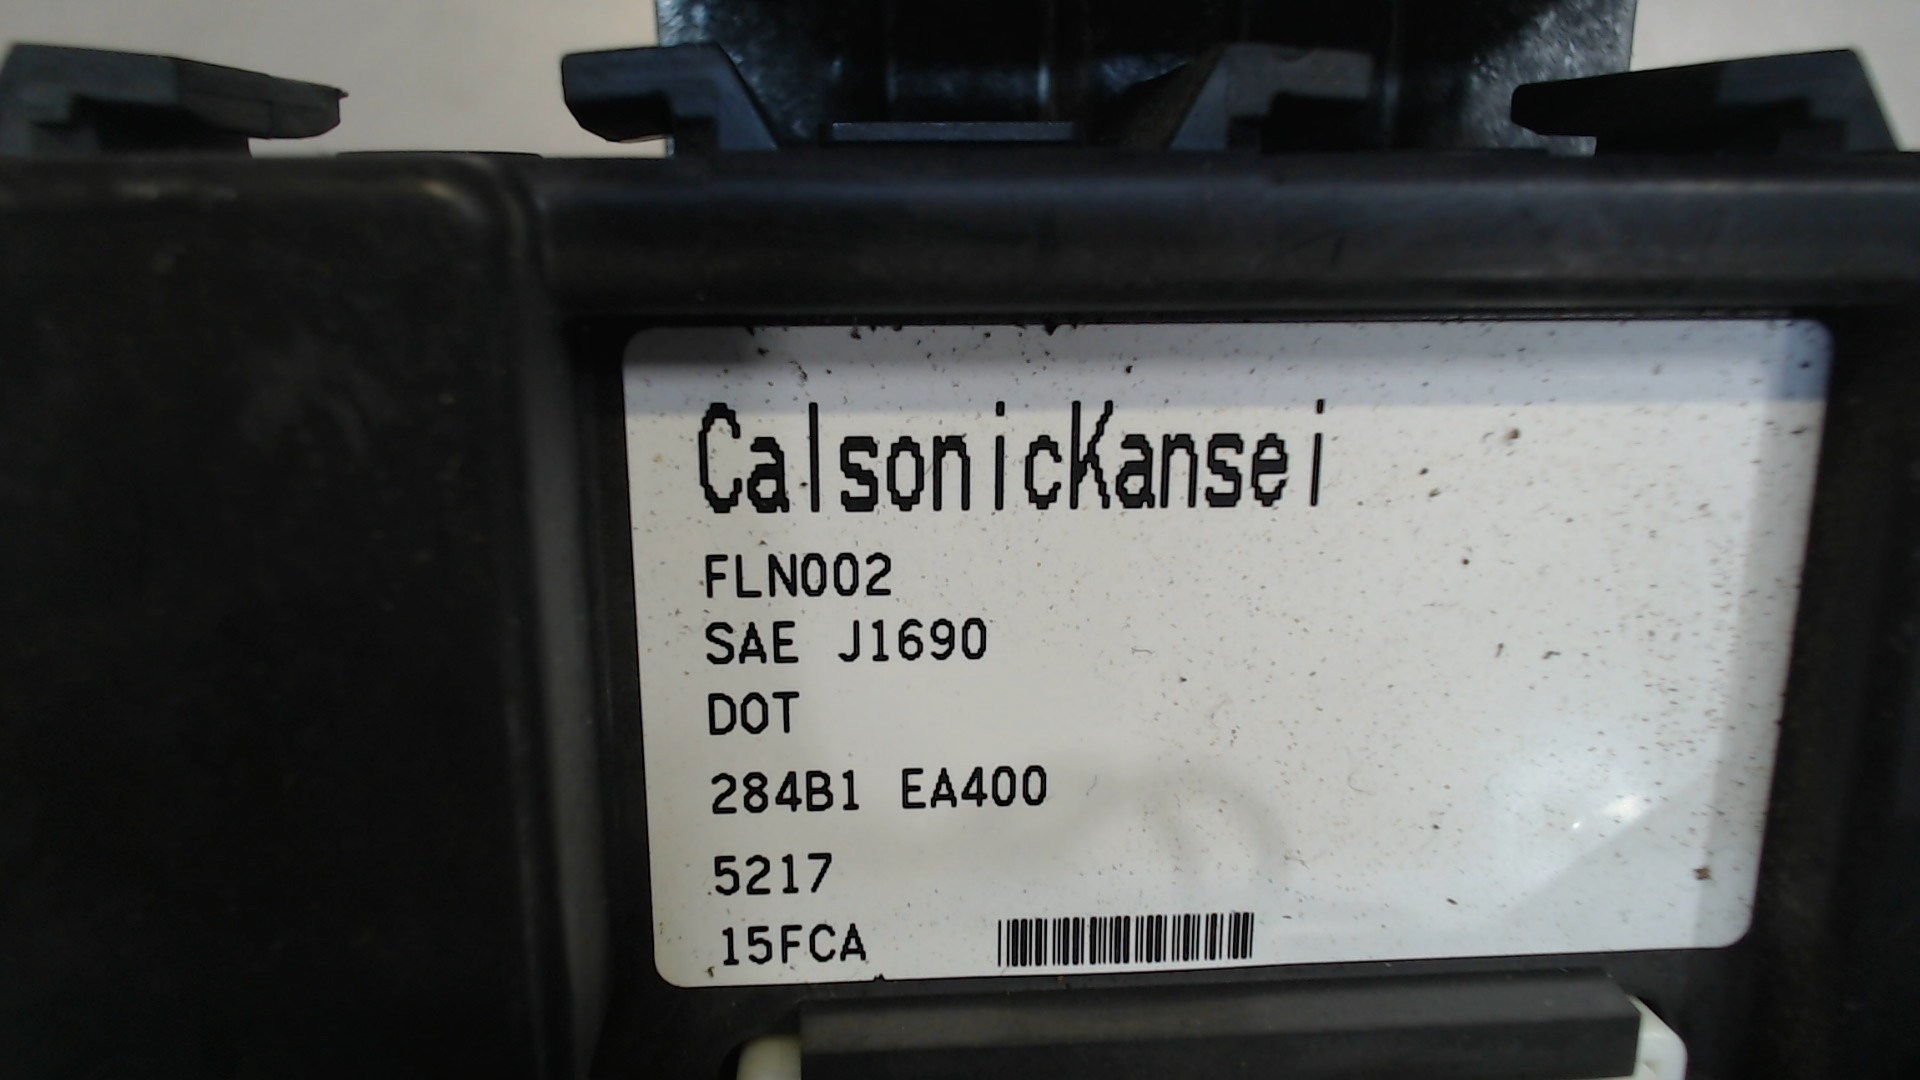 CalsonicKansei
FLN002
SAE J1690
DOT
284B1 EA400
5217
15FCA